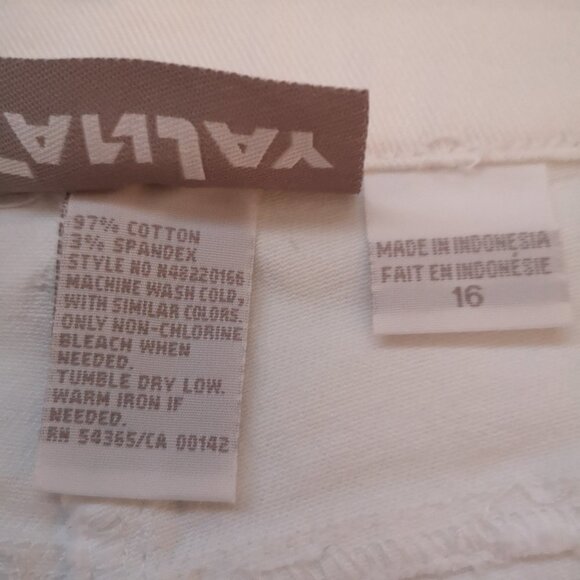 97% COTTON
3% SPANDEX
STYLE NO N48220166
MACHINE WASH COLD,
WITH SIMILAR COLORS.
ONLY NON-CHLORINE
BLEACH WHEN
NEEDED.
TUMBLE DRY LOW.
WARM IRON IF
NEEDED.
RN 54365/CA 00142
MADE IN INDONESIA
FAIT EN INDONÉSIE
16